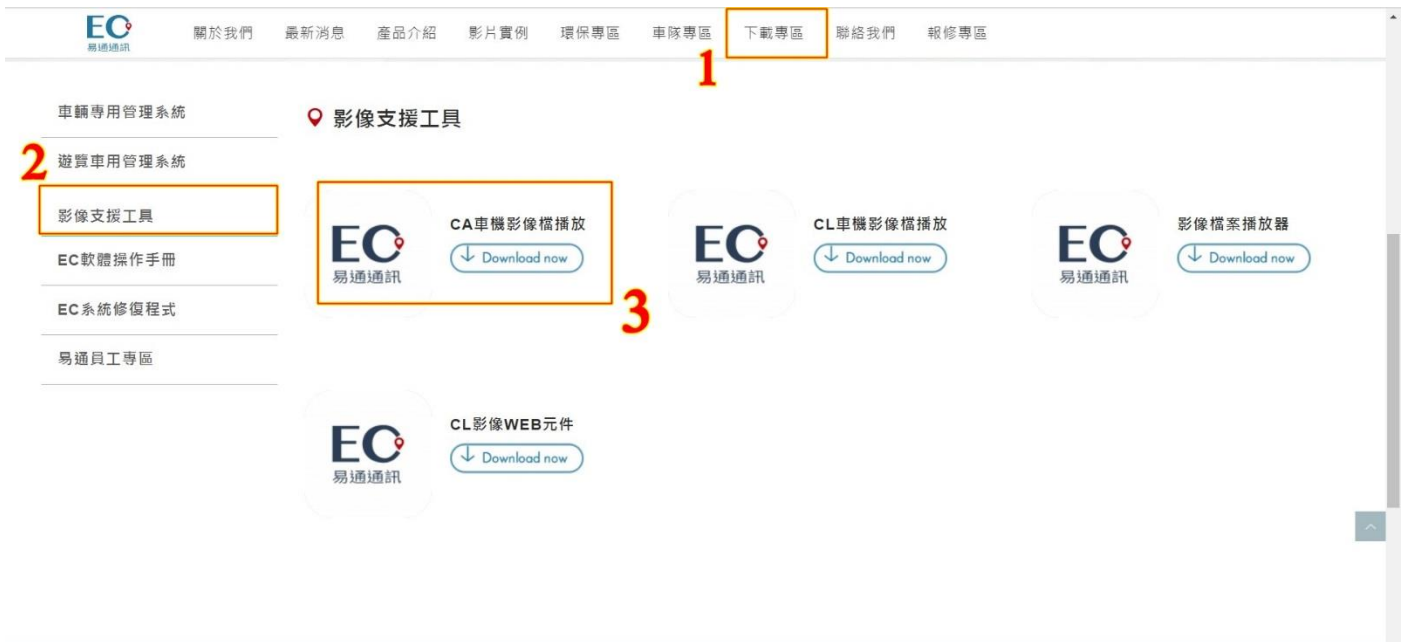 EC
易通通訊
關於我們 最新消息 產品介紹 影片實例 環保專區 車隊專區 下載專區 聯絡我們 報修專區
1
車輛專用管理系統
2
遊覽車用管理系統
影像支援工具
EC軟體操作手冊
EC系統修復程式
易通員工專區
影像支援工具
EC
易通通訊
CA車機影像檔播放
Download now
3
EC
易通通訊
CL車機影像檔播放
Download now
EC
易通通訊
影像檔案播放器
Download now
EC
易通通訊
CL影像WEB元件
Download now